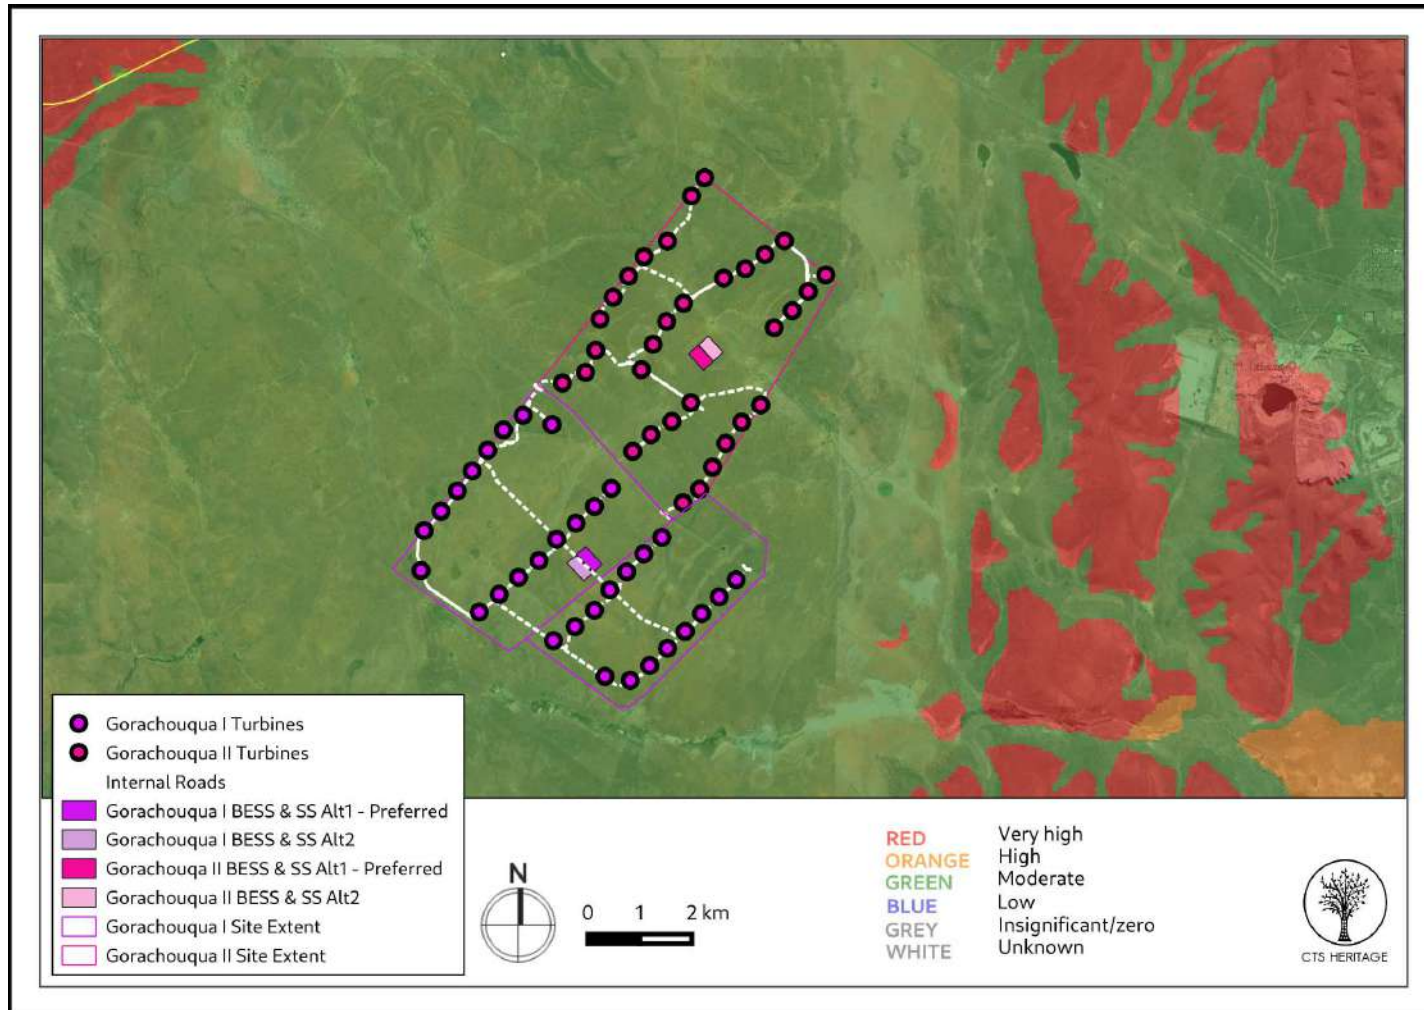 Gorachouqua I Turbines
Gorachouqua II Turbines
Internal Roads
Gorachouqua I BESS & SS Alt1 - Preferred
Gorachouqua I BESS & SS Alt2
Gorachouqa II BESS & SS Alt1 - Preferred
Gorachouqua II BESS & SS Alt2
Gorachouqua I Site Extent
Gorachouqua II Site Extent
N
0 1 2 km
RED Very high
ORANGE High
GREEN Moderate
BLUE Low
GREY Insignificant/zero
WHITE Unknown
CTS HERITAGE